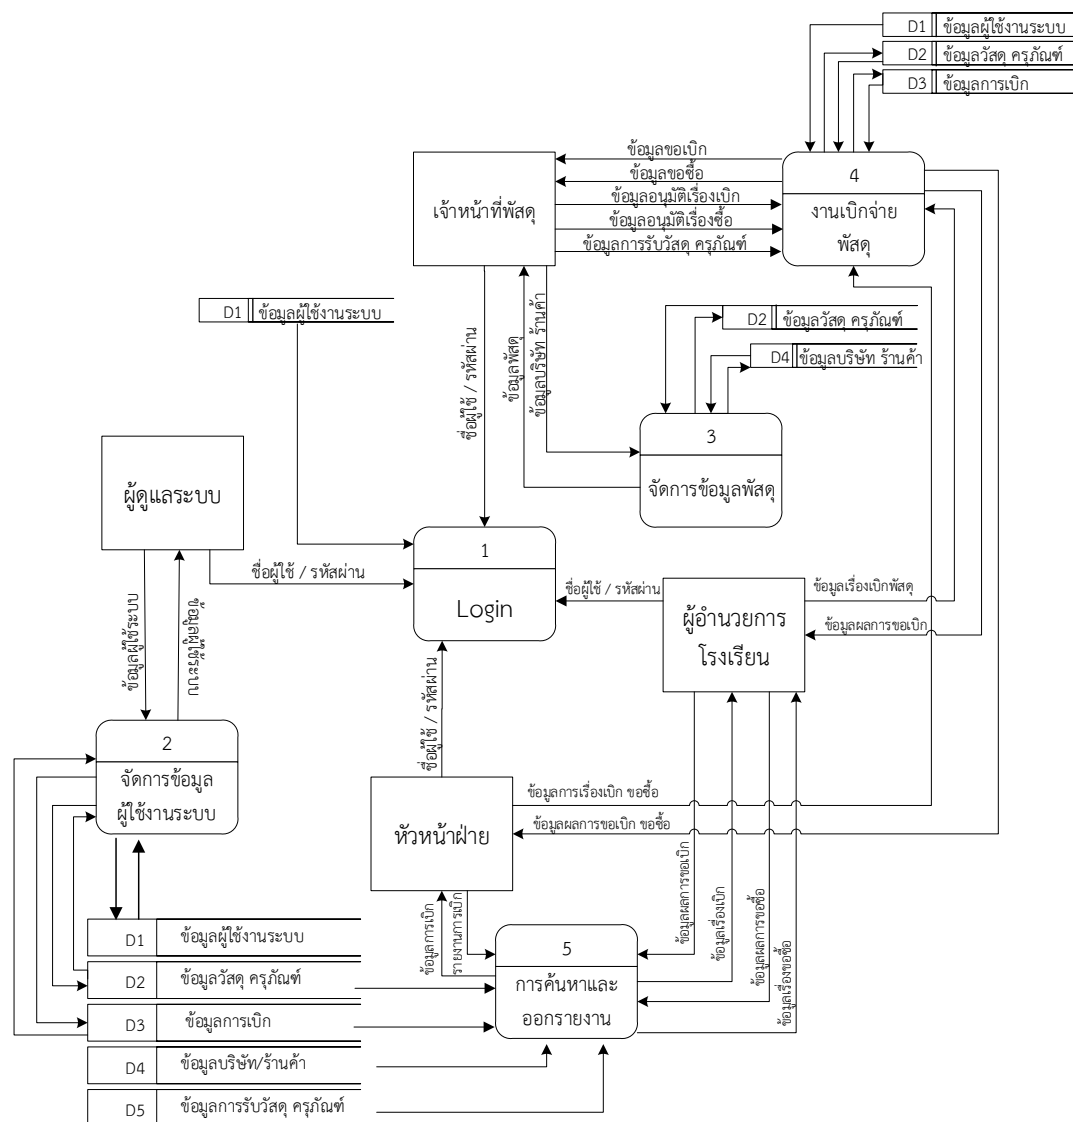 D1 ข้อมูลผู้ใช้งานระบบ
D2 ข้อมูลวัสดุ ครุภัณฑ์
D3 ข้อมูลการเบิก
เจ้าหน้าที่พัสดุ
ข้อมูลขอเบิก
ข้อมูลขอซื้อ
ข้อมูลอนุมัติเรื่องเบิก
ข้อมูลอนุมัติเรื่องซื้อ
ข้อมูลการรับวัสดุ ครุภัณฑ์
4
งานเบิกจ่าย
พัสดุ
D1 ข้อมูลผู้ใช้งานระบบ
ชื่อผู้ใช้ / รหัสผ่าน
ข้อมูลพัสดุ
ข้อมูลบริษัท ร้านค้า
D2 ข้อมูลวัสดุ ครุภัณฑ์
D4 ข้อมูลบริษัท ร้านค้า
3
จัดการข้อมูลพัสดุ
ผู้ดูแลระบบ
ชื่อผู้ใช้ / รหัสผ่าน
1
Login
ชื่อผู้ใช้ / รหัสผ่าน
ผู้อำนวยการ
โรงเรียน
ข้อมูลเรื่องเบิกพัสดุ
ข้อมูลผลการขอเบิก
ข้อมูลผู้ใช้ระบบ
ข้อมูลผู้ใช้ระบบ
ชื่อผู้ใช้ / รหัสผ่าน
2
จัดการข้อมูล
ผู้ใช้งานระบบ
หัวหน้าฝ่าย
ข้อมูลการเรื่องเบิก ขอซื้อ
ข้อมูลผลการขอเบิก ขอซื้อ
ข้อมูลการเบิก
รายงานการเบิก
ข้อมูลผลการขอเบิก
ข้อมูลเรื่องเบิก
ข้อมูลผลการขอซื้อ
ข้อมูลเรื่องขอซื้อ
5
การค้นหาและ
ออกรายงาน
D1 ข้อมูลผู้ใช้งานระบบ
D2 ข้อมูลวัสดุ ครุภัณฑ์
D3 ข้อมูลการเบิก
D4 ข้อมูลบริษัท/ร้านค้า
D5 ข้อมูลการรับวัสดุ ครุภัณฑ์